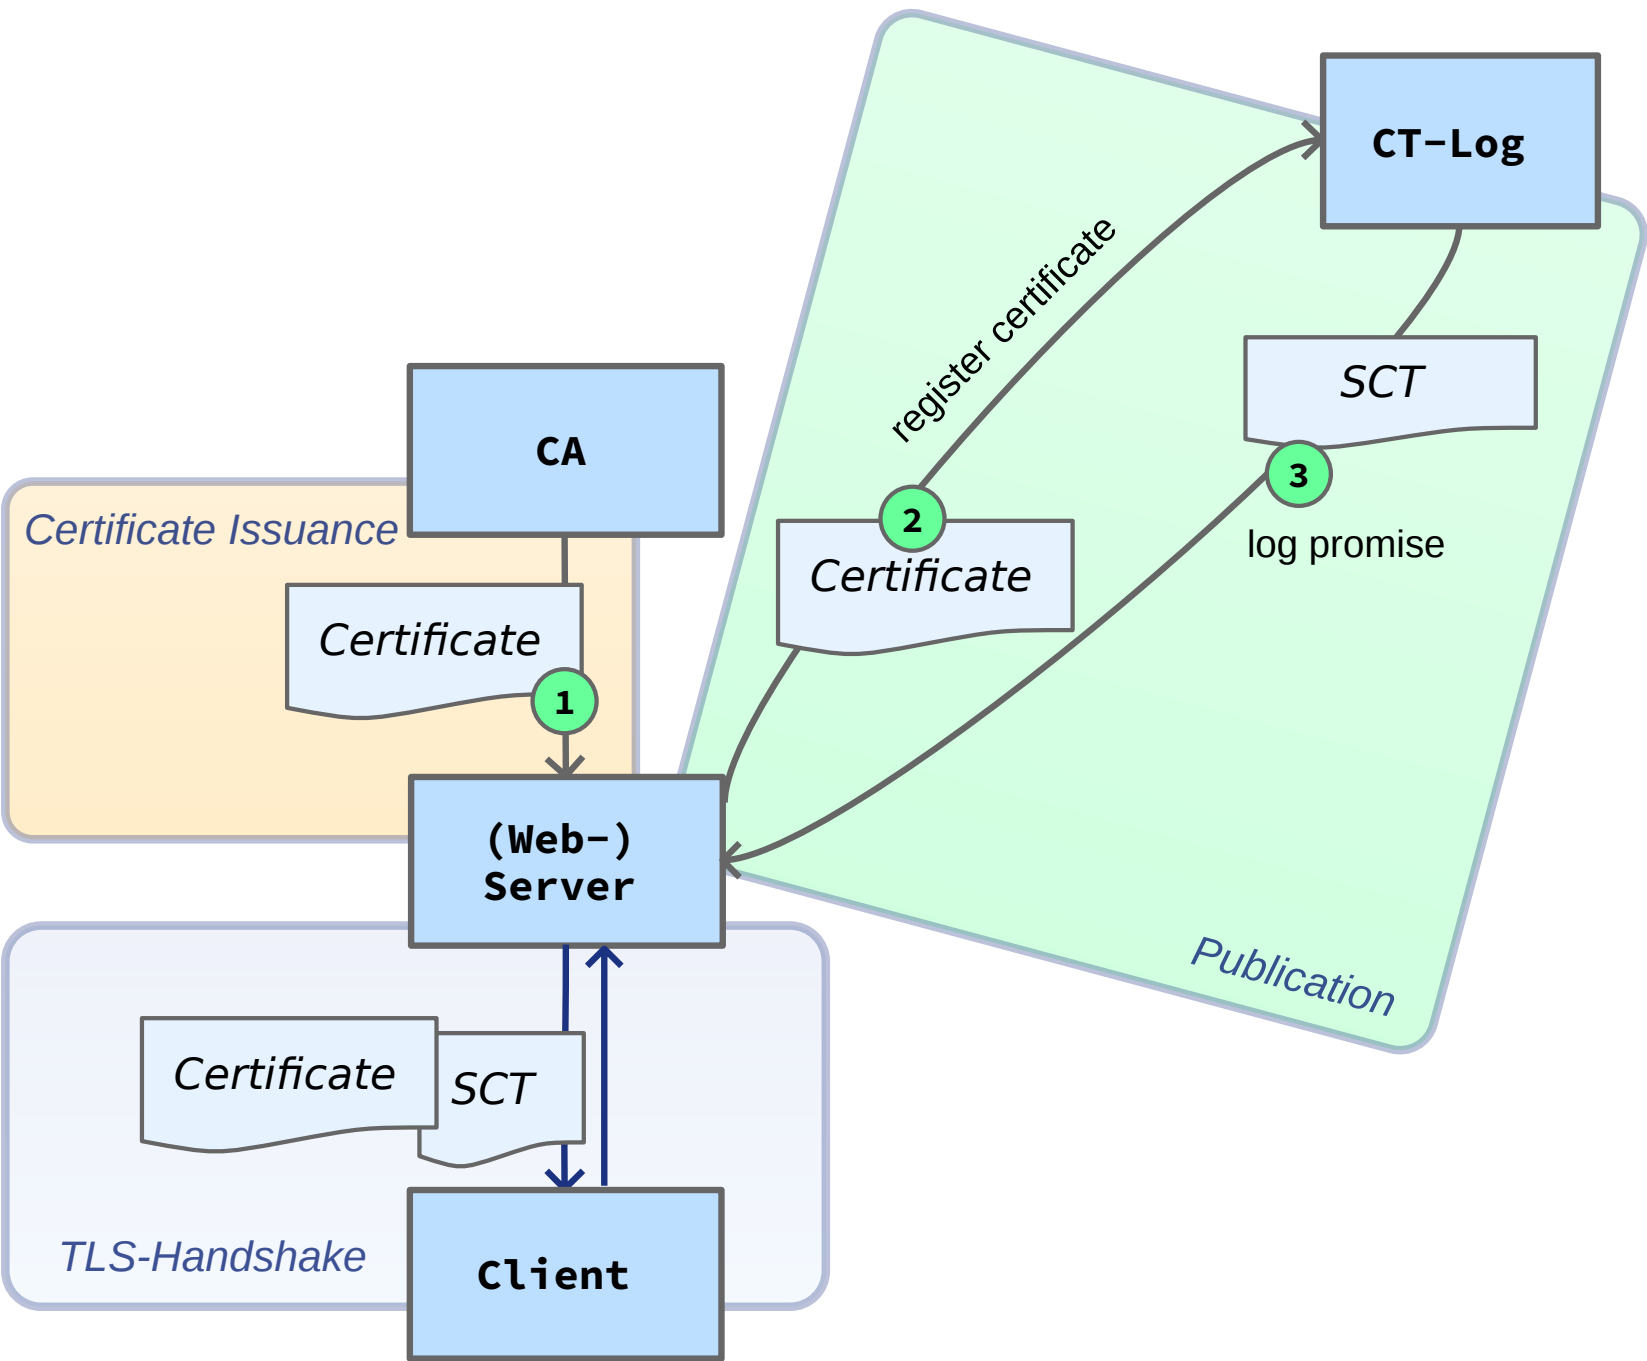 CT-Log
register certificate
SCT
3
log promise
CA
2
Certificate
Certificate Issuance
Certificate
1
(Web-)
Server
Publication
Certificate
SCT
TLS-Handshake
Client